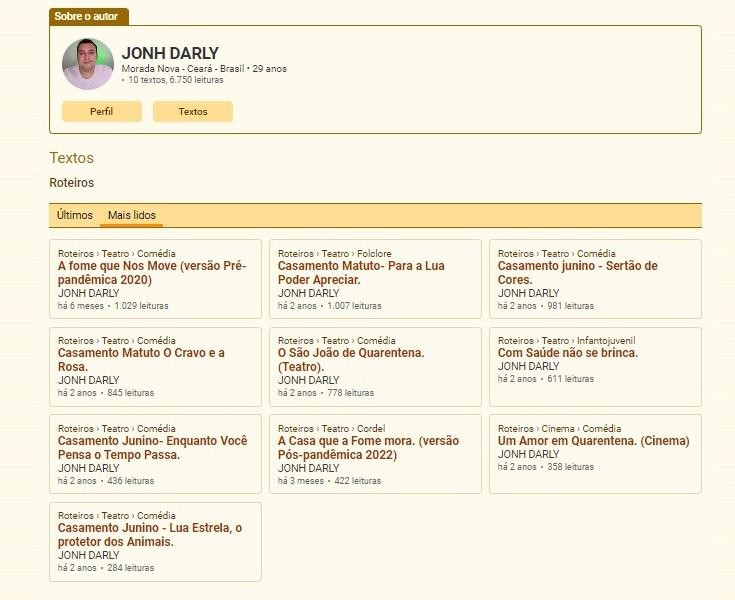 Sobre o autor
JONH DARLY
Morada Nova - Ceará - Brasil • 29 anos
• 10 textos, 6.750 leituras
Perfil
Textos
Textos
Roteiros
Últimos
Mais lidos
Roteiros › Teatro › Comédia
A fome que Nos Move (versão Pré-
pandêmica 2020)
JONH DARLY
há 6 meses • 1.029 leituras
Roteiros › Teatro › Folclore
Casamento Matuto- Para a Lua
Poder Apreciar.
JONH DARLY
há 2 anos • 1.007 leituras
Roteiros › Teatro › Comédia
Casamento junino - Sertão de
Cores.
JONH DARLY
há 2 anos • 981 leituras
Roteiros › Teatro › Comédia
Casamento Matuto O Cravo e a
Rosa.
JONH DARLY
há 2 anos • 845 leituras
Roteiros › Teatro › Comédia
O São João de Quarentena.
(Teatro).
JONH DARLY
há 2 anos • 778 leituras
Roteiros › Teatro › Infantojuvenil
Com Saúde não se brinca.
JONH DARLY
há 2 anos • 611 leituras
Roteiros › Teatro › Comédia
Casamento Junino- Enquanto Você
Pensa o Tempo Passa.
JONH DARLY
há 2 anos • 436 leituras
Roteiros › Teatro › Cordel
A Casa que a Fome mora. (versão
Pós-pandêmica 2022)
JONH DARLY
há 3 meses • 422 leituras
Roteiros › Cinema › Comédia
Um Amor em Quarentena. (Cinema)
JONH DARLY
há 2 anos • 358 leituras
Roteiros › Teatro › Comédia
Casamento Junino - Lua Estrela, o
protetor dos Animais.
JONH DARLY
há 2 anos • 284 leituras